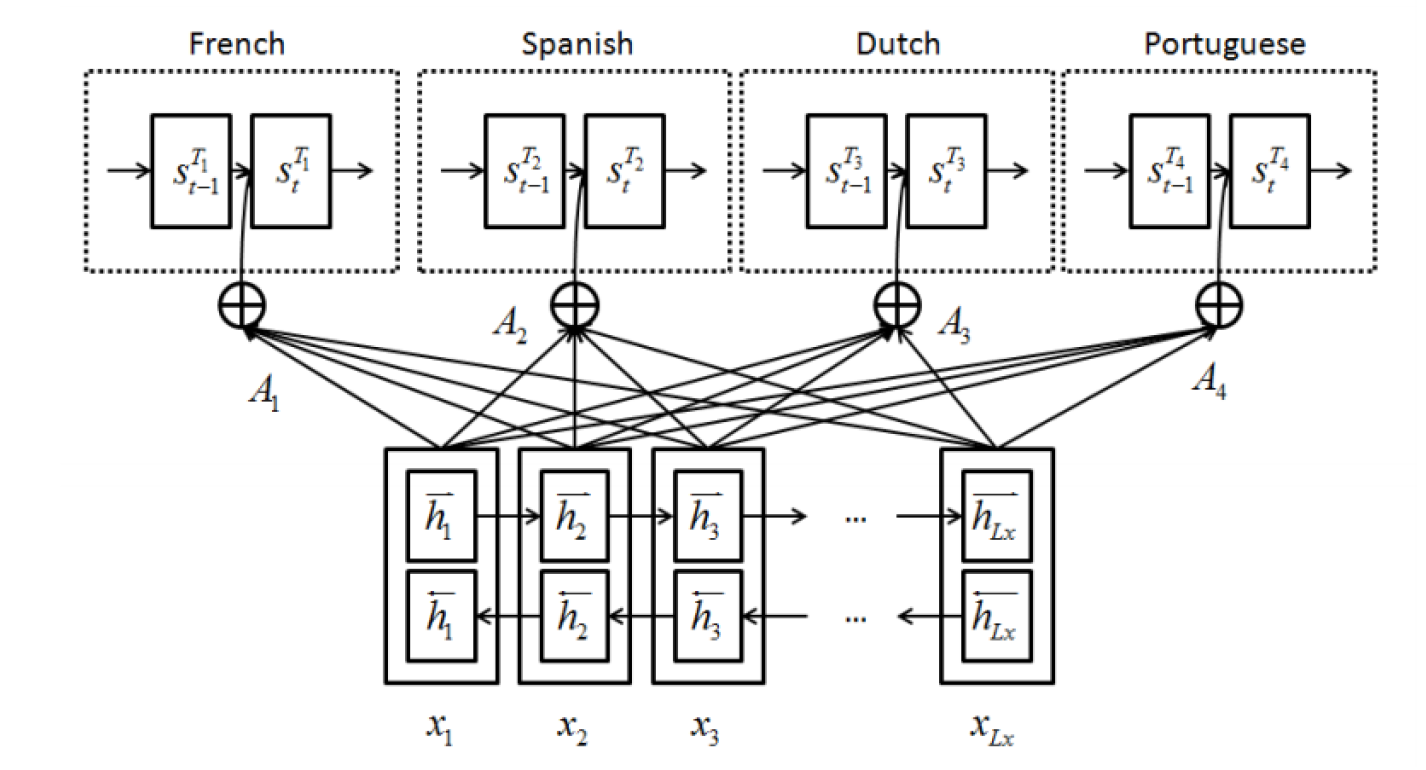 French Spanish Dutch Portuguese
$s_{t-1}^{T_1}$ $s_t^{T_1}$ $s_{t-1}^{T_2}$ $s_t^{T_2}$ $s_{t-1}^{T_3}$ $s_t^{T_3}$ $s_{t-1}^{T_4}$ $s_t^{T_4}$
$A_2$ $A_3$
$A_1$ $A_4$
$\overrightarrow{h_1}$ $\overrightarrow{h_2}$ $\overrightarrow{h_3}$ ... $\overrightarrow{h_{Lx}}$
$\overleftarrow{h_1}$ $\overleftarrow{h_2}$ $\overleftarrow{h_3}$ ... $\overleftarrow{h_{Lx}}$
$x_1$ $x_2$ $x_3$ $x_{Lx}$